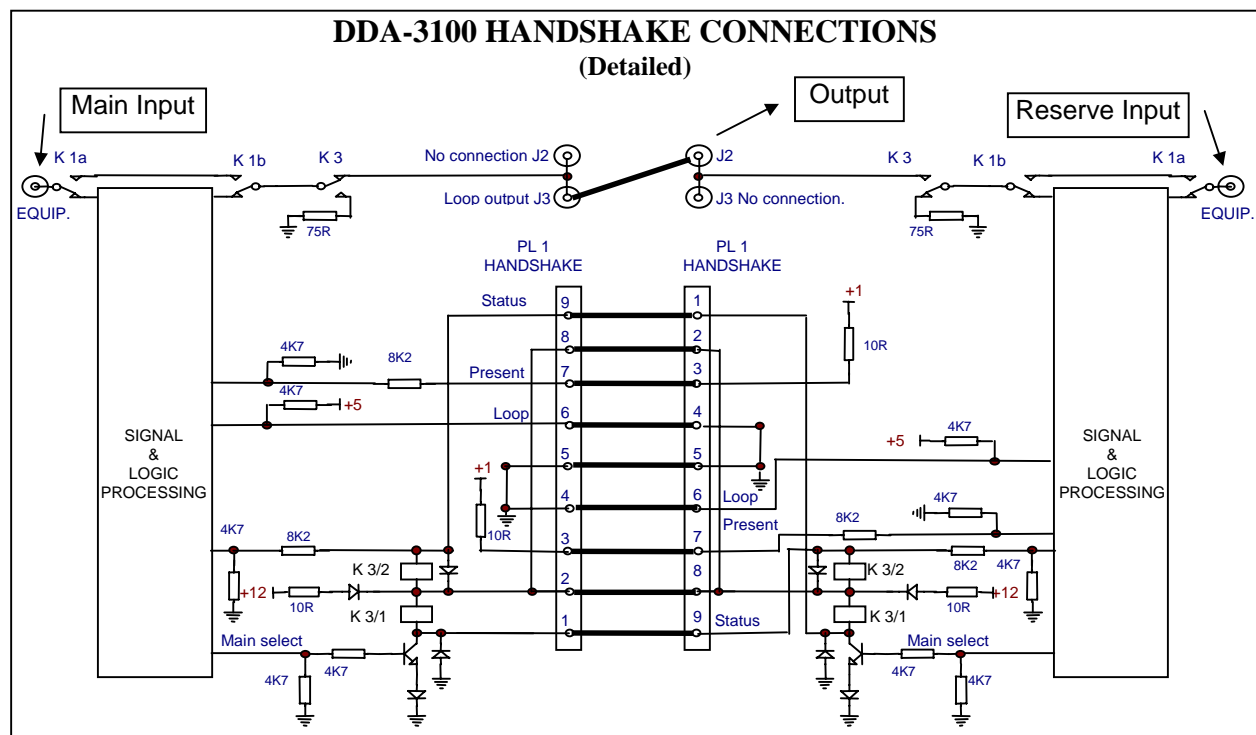 DDA-3100 HANDSHAKE CONNECTIONS
(Detailed)
Main Input
Output
Reserve Input
K 1a
K 1b
K 3
No connection J2
J2
K 3
K 1b
K 1a
EQUIP.
Loop output J3
J3 No connection.
EQUIP.
75R
75R
PL 1
HANDSHAKE
PL 1
HANDSHAKE
Status
9
1
+1
8
2
10R
4K7
8K2
Present
7
3
4K7
+5
Loop
6
4
4K7
+5
SIGNAL
&
LOGIC
PROCESSING
SIGNAL
&
LOGIC
PROCESSING
5
5
+1
4
6
Loop
4K7
Present
10R
3
7
8K2
4K7
8K2
K 3/2
K 3/2
8K2
4K7
+12
10R
2
8
10R
+12
K 3/1
K 3/1
1
9
Status
Main select
Main select
4K7
4K7
4K7
4K7